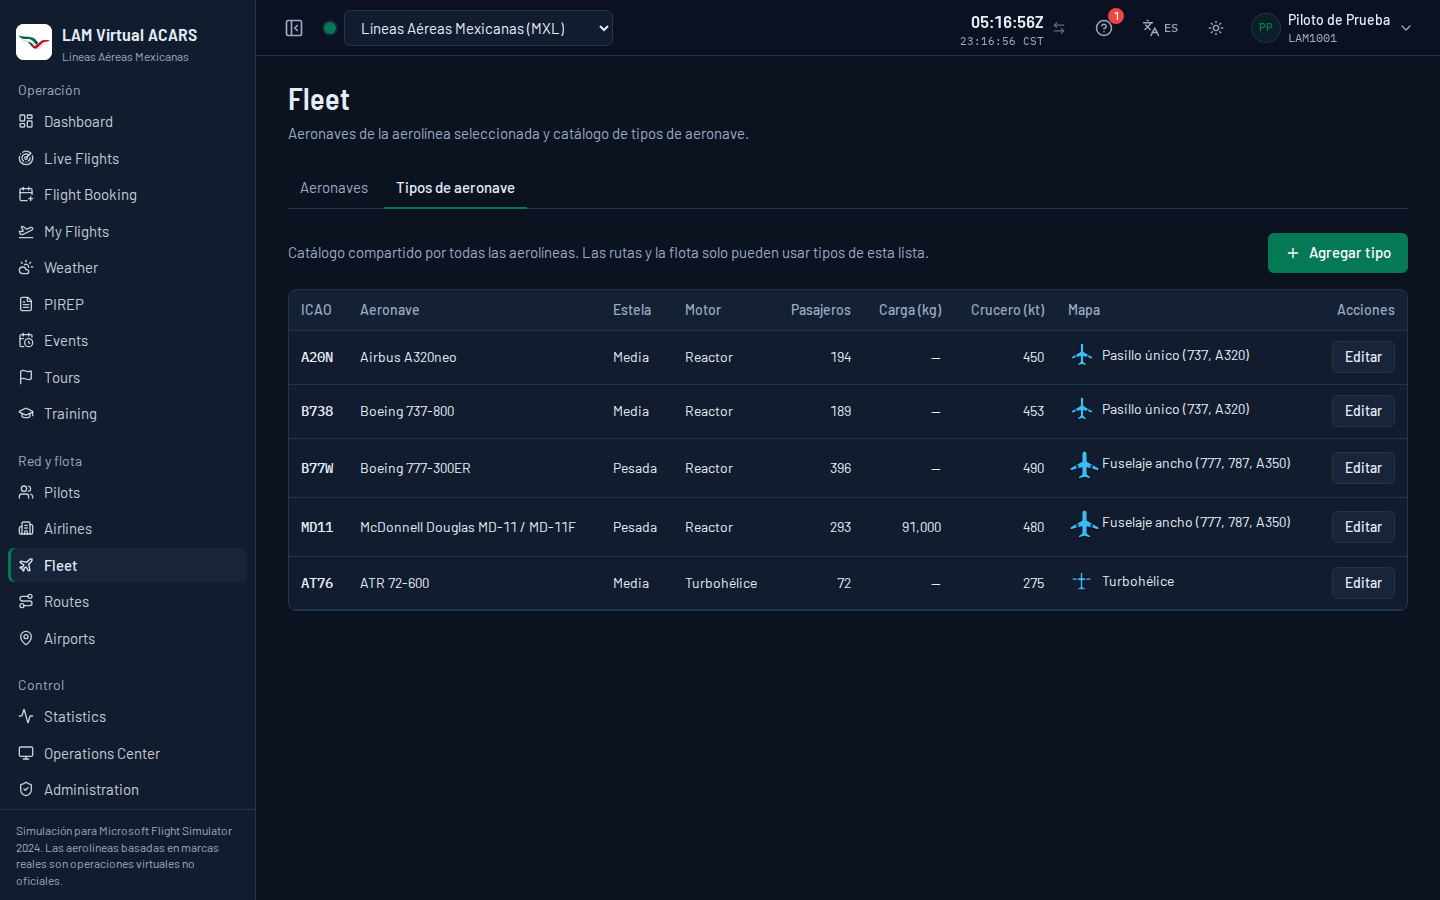 LAM Virtual ACARS
Líneas Aéreas Mexicanas
Operación
Dashboard
Live Flights
Flight Booking
My Flights
Weather
PIREP
Events
Tours
Training
Red y flota
Pilots
Airlines
Fleet
Routes
Airports
Control
Statistics
Operations Center
Administration
Simulación para Microsoft Flight Simulator
2024. Las aerolíneas basadas en marcas
reales son operaciones virtuales no
oficiales.
Líneas Aéreas Mexicanas (MXL)
05:16:56Z
23:16:56 CST
1
ES
PP
Piloto de Prueba
LAM1001
Fleet
Aeronaves de la aerolínea seleccionada y catálogo de tipos de aeronave.
Aeronaves Tipos de aeronave
Catálogo compartido por todas las aerolíneas. Las rutas y la flota solo pueden usar tipos de esta lista.
Agregar tipo
ICAO Aeronave Estela Motor Pasajeros Carga (kg) Crucero (kt) Mapa Acciones
A20N Airbus A320neo Media Reactor 194 — 450 Pasillo único (737, A320) Editar
B738 Boeing 737-800 Media Reactor 189 — 453 Pasillo único (737, A320) Editar
B77W Boeing 777-300ER Pesada Reactor 396 — 490 Fuselaje ancho (777, 787, A350) Editar
MD11 McDonnell Douglas MD-11 / MD-11F Pesada Reactor 293 91,000 480 Fuselaje ancho (777, 787, A350) Editar
AT76 ATR 72-600 Media Turbohélice 72 — 275 Turbohélice Editar